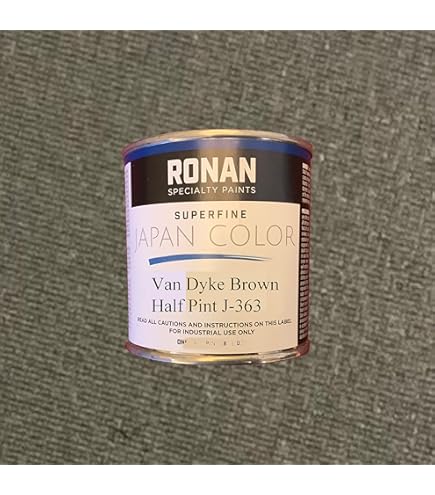 RONAN
SPECIALTY PAINTS
SUPERFINE
JAPAN COLOR
Van Dyke Brown
Half Pint J-363
READ ALL CAUTIONS AND INSTRUCTIONS ON THIS LABEL
FOR INDUSTRIAL USE ONLY